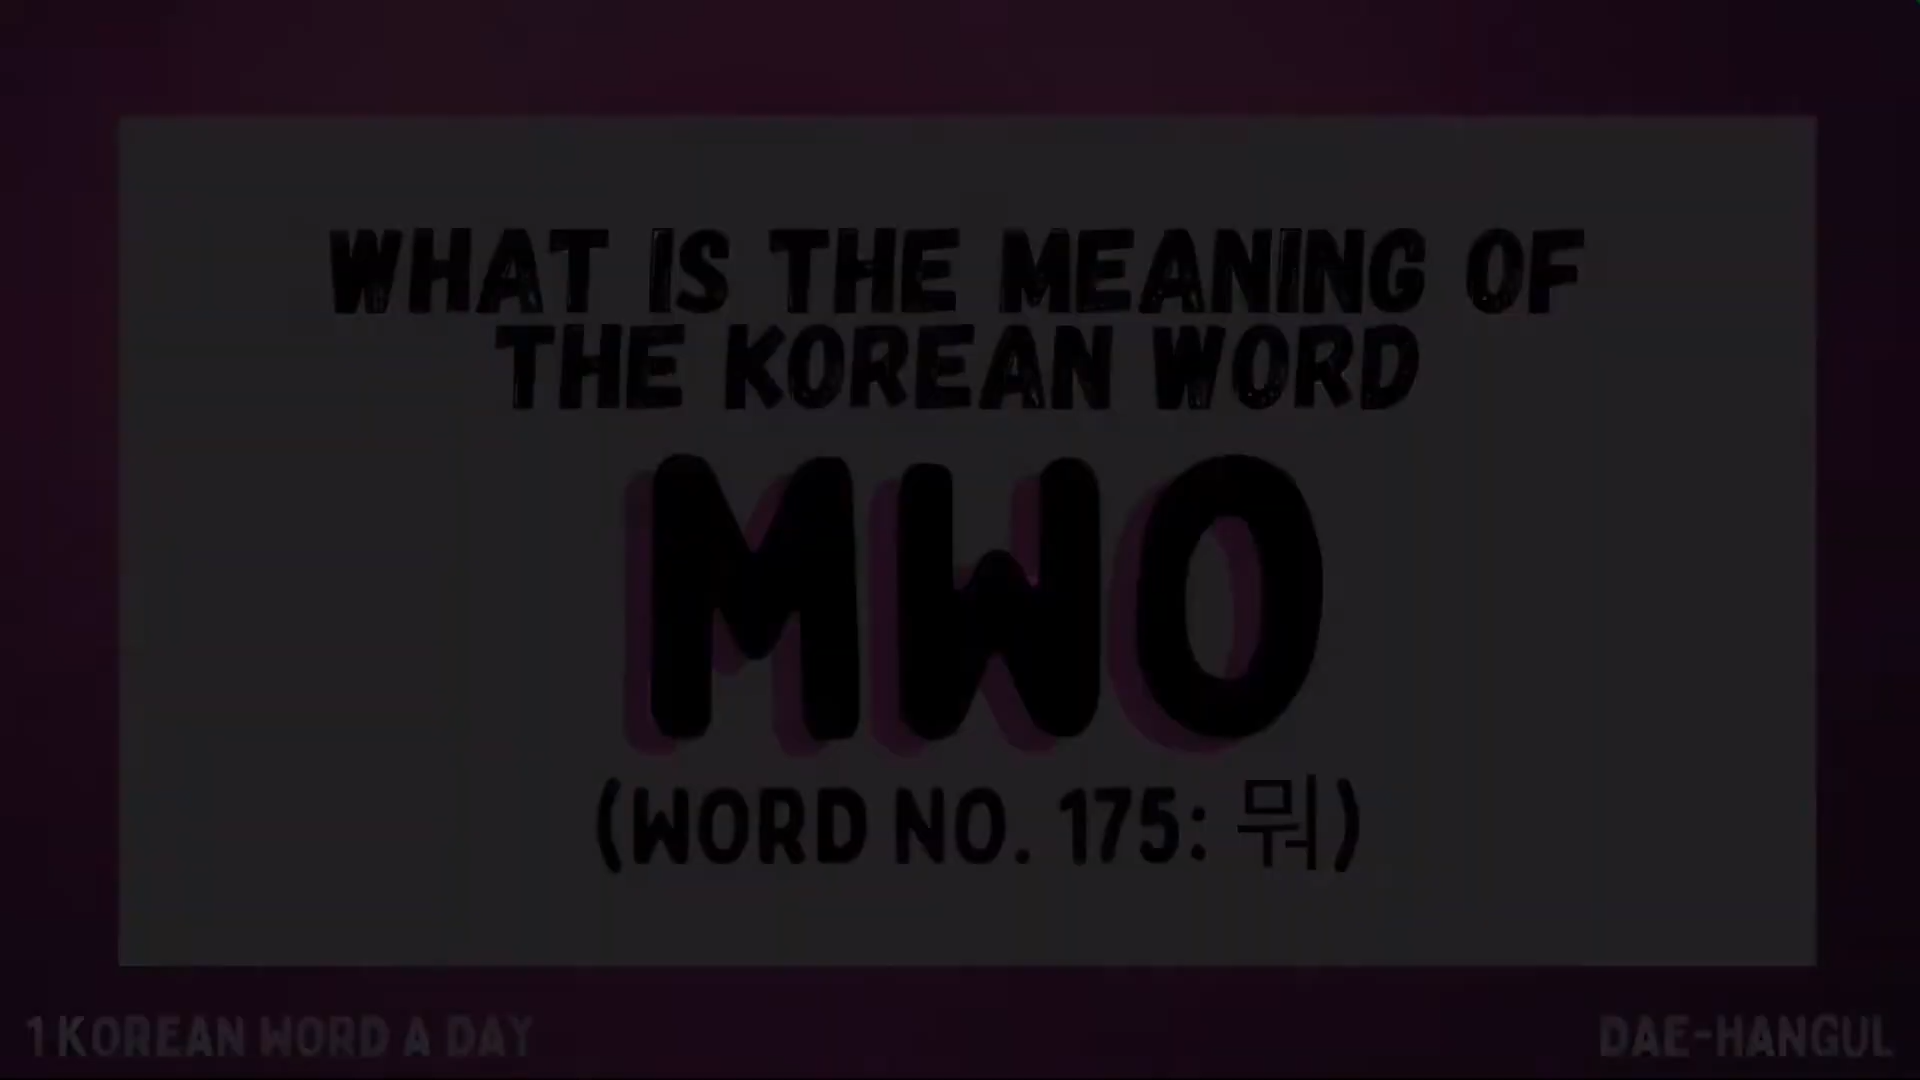 WHAT IS THE MEANING OF
THE KOREAN WORD
MWO
(WORD NO. 175: 뭐)
1 KOREAN WORD A DAY
DAE-HANGUL